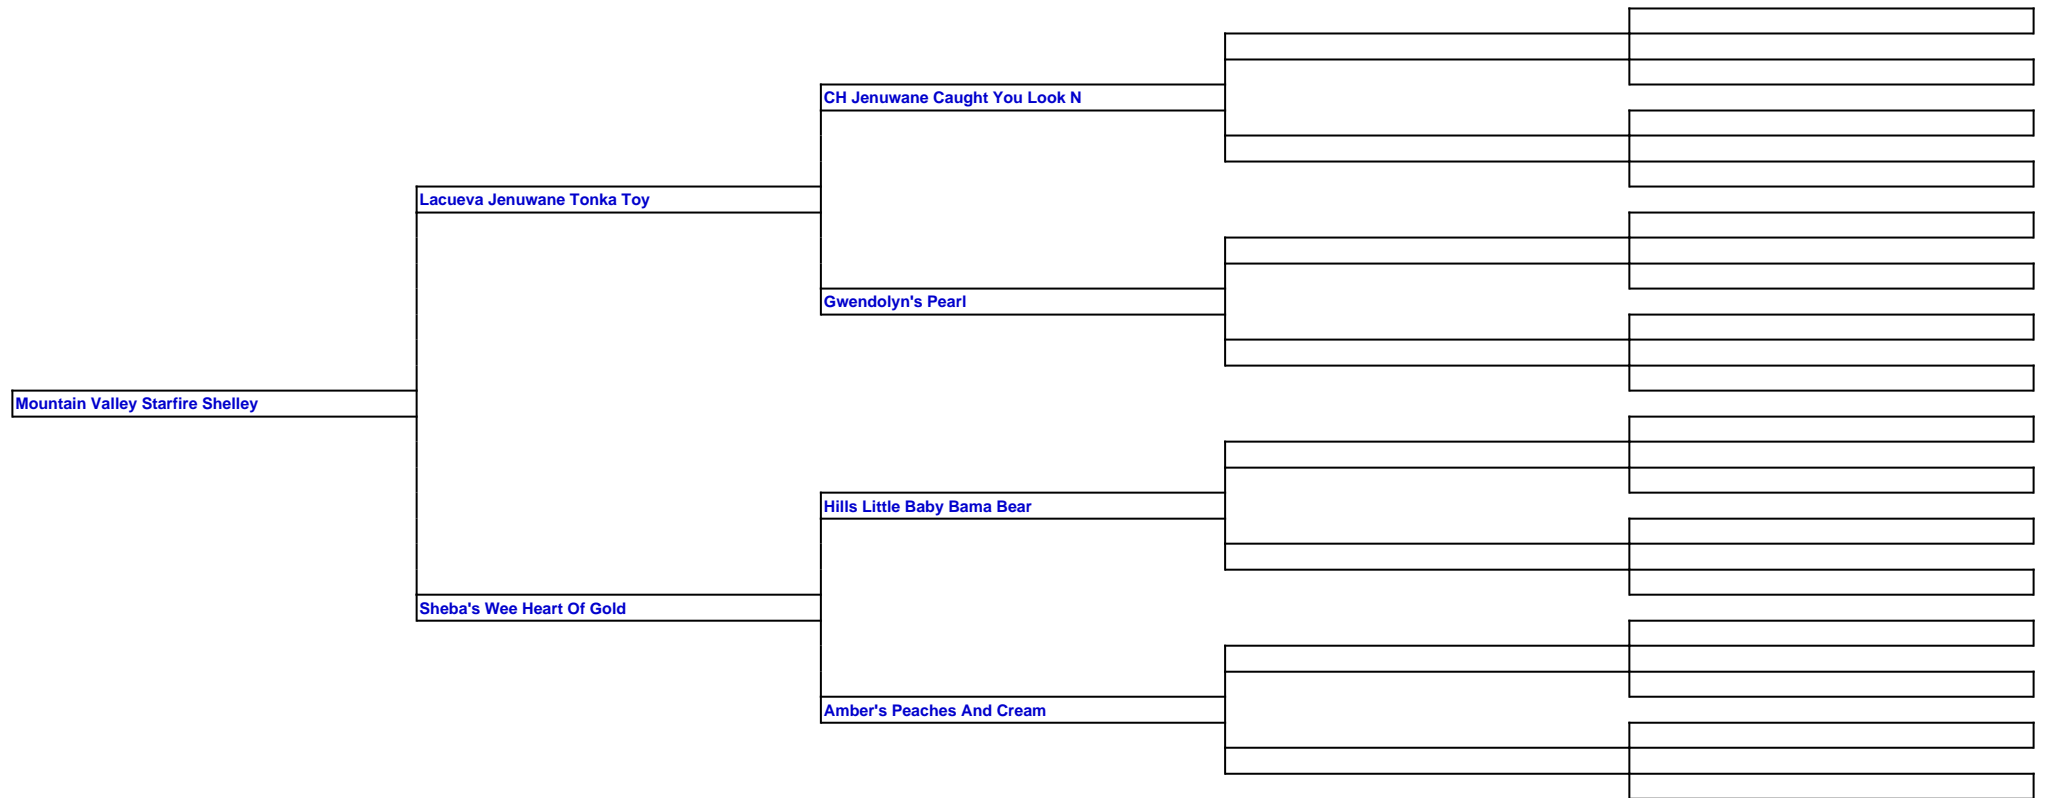 CH Jenuwane Caught You Look N
Lacueva Jenuwane Tonka Toy
Gwendolyn's Pearl
Mountain Valley Starfire Shelley
Hills Little Baby Bama Bear
Sheba's Wee Heart Of Gold
Amber's Peaches And Cream